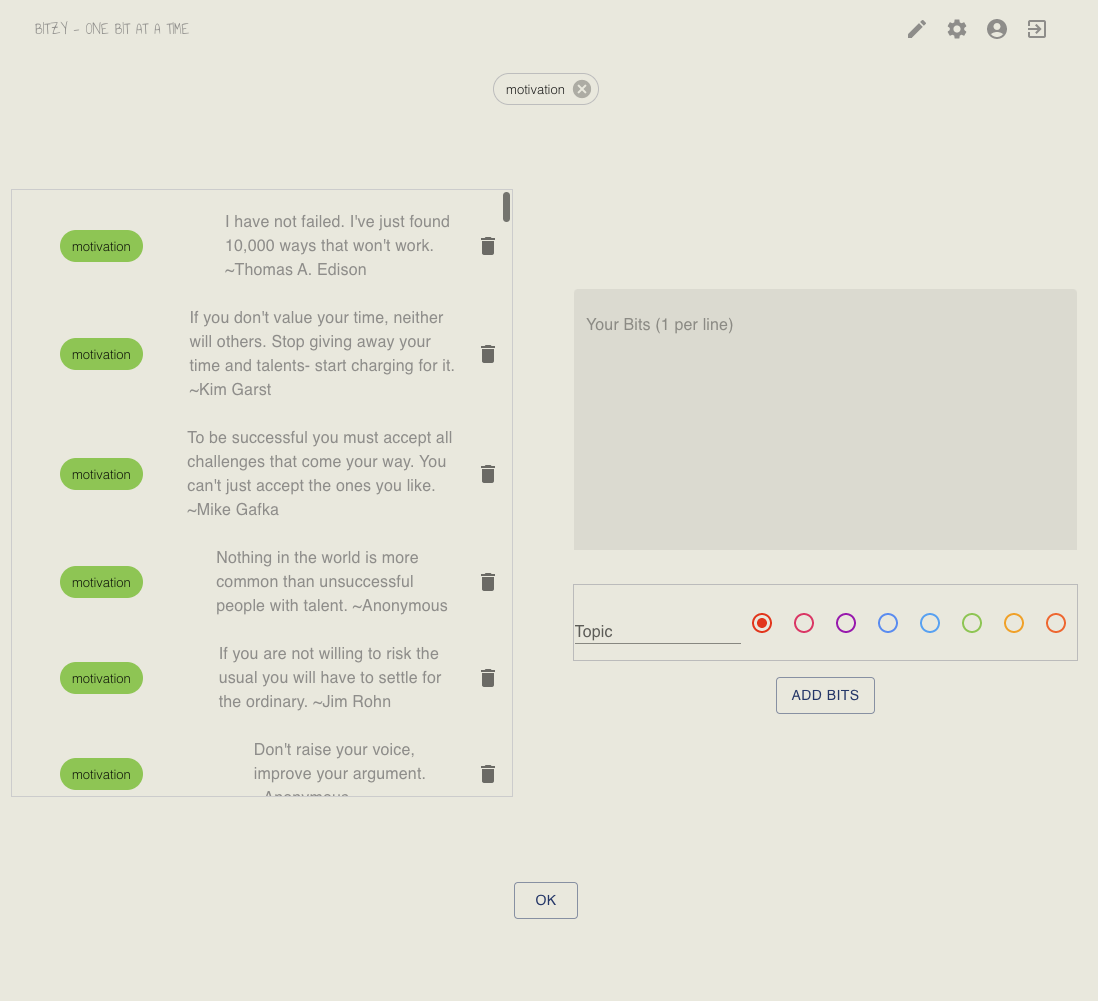 BITZY - ONE BIT AT A TIME
motivation
motivation
I have not failed. I've just found
10,000 ways that won't work.
~Thomas A. Edison
motivation
If you don't value your time, neither
will others. Stop giving away your
time and talents- start charging for it.
~Kim Garst
motivation
To be successful you must accept all
challenges that come your way. You
can't just accept the ones you like.
~Mike Gafka
motivation
Nothing in the world is more
common than unsuccessful
people with talent. ~Anonymous
motivation
If you are not willing to risk the
usual you will have to settle for
the ordinary. ~Jim Rohn
motivation
Don't raise your voice,
improve your argument.
~Anonymous
Your Bits (1 per line)
Topic
ADD BITS
OK